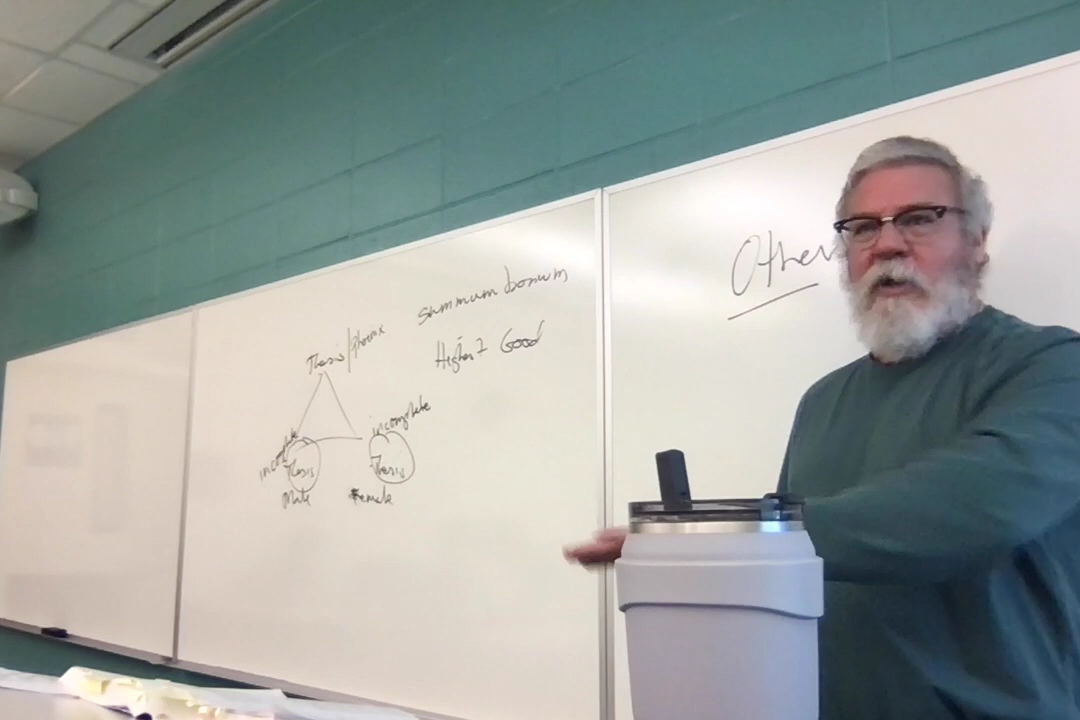 summum bonum
Highest Good
Thesis/phoenix
incomplete
incomplete
Thesis
Thesis
Male
Female
Other